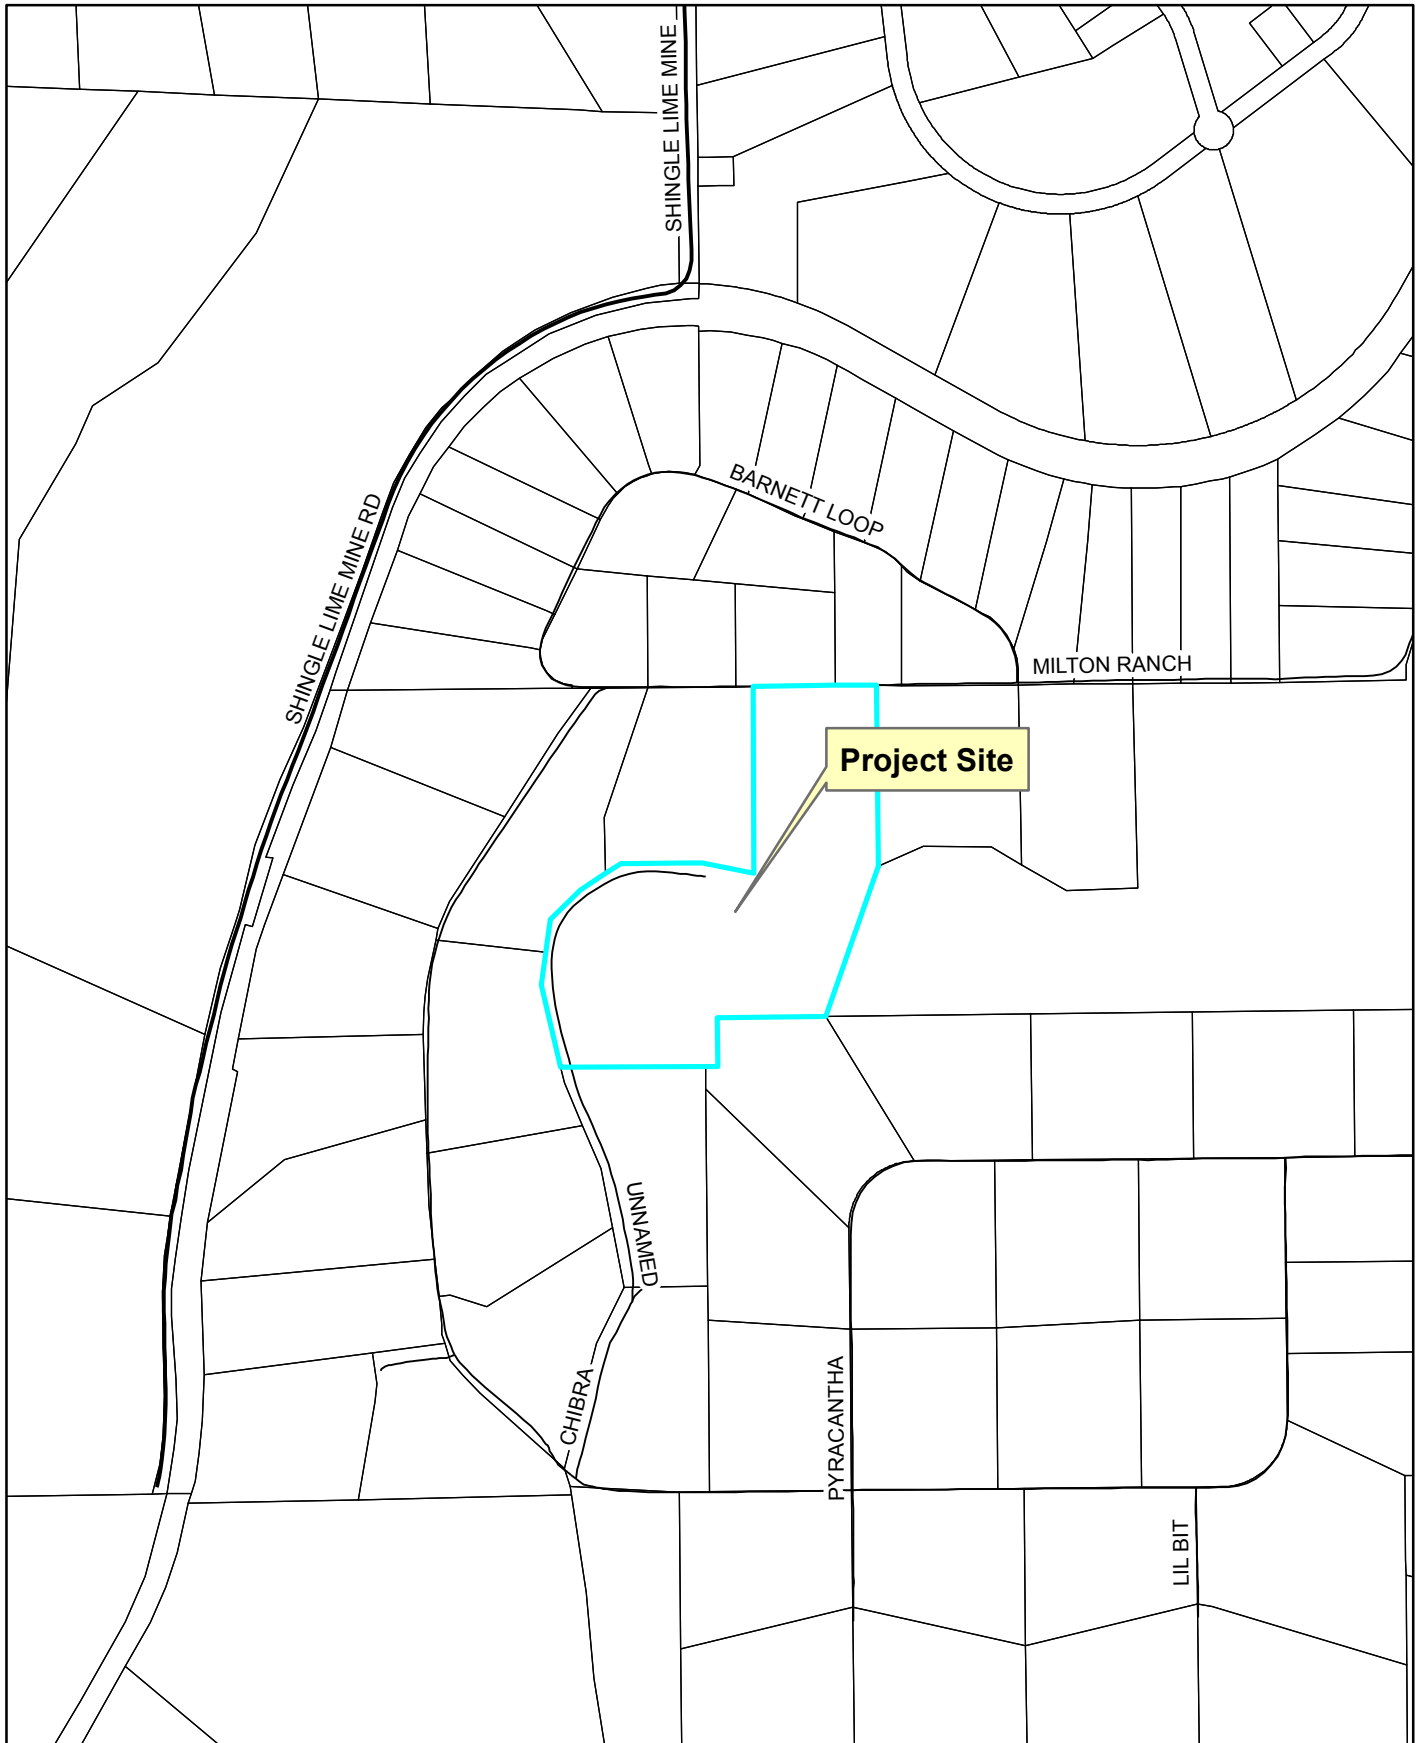 SHINGLE LIME MINE
BARNETT LOOP
SHINGLE LIME MINE RD
MILTON RANCH
Project Site
UNNAMED
CHIBRA
PYRACANTHA
LIL BIT